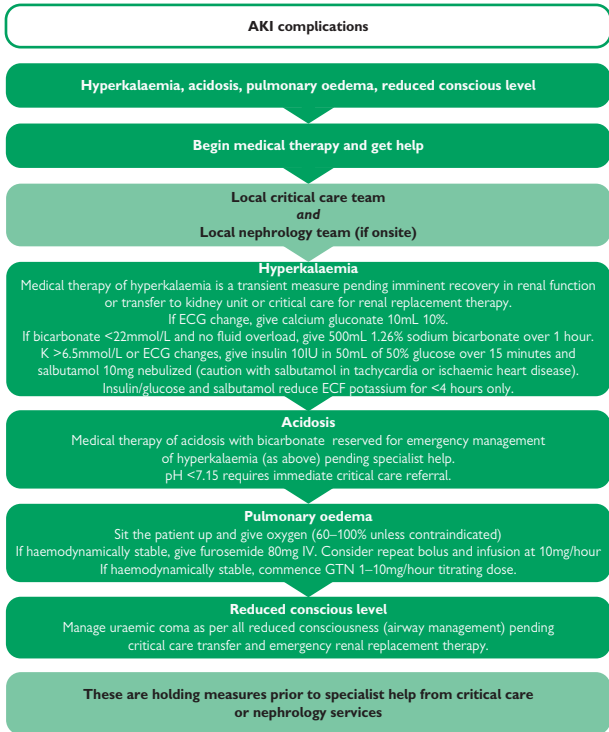 AKI complications
Hyperkalaemia, acidosis, pulmonary oedema, reduced conscious level
Begin medical therapy and get help
Local critical care team
and
Local nephrology team (if onsite)
Hyperkalaemia
Medical therapy of hyperkalaemia is a transient measure pending imminent recovery in renal function
or transfer to kidney unit or critical care for renal replacement therapy.
If ECG change, give calcium gluconate 10mL 10%.
If bicarbonate <22mmol/L and no fluid overload, give 500mL 1.26% sodium bicarbonate over 1 hour.
K >6.5mmol/L or ECG changes, give insulin 10IU in 50mL of 50% glucose over 15 minutes and
salbutamol 10mg nebulized (caution with salbutamol in tachycardia or ischaemic heart disease).
Insulin/glucose and salbutamol reduce ECF potassium for <4 hours only.
Acidosis
Medical therapy of acidosis with bicarbonate reserved for emergency management
of hyperkalaemia (as above) pending specialist help.
pH <7.15 requires immediate critical care referral.
Pulmonary oedema
Sit the patient up and give oxygen (60–100% unless contraindicated)
If haemodynamically stable, give furosemide 80mg IV. Consider repeat bolus and infusion at 10mg/hour
If haemodynamically stable, commence GTN 1–10mg/hour titrating dose.
Reduced conscious level
Manage uraemic coma as per all reduced consciousness (airway management) pending
critical care transfer and emergency renal replacement therapy.
These are holding measures prior to specialist help from critical care
or nephrology services